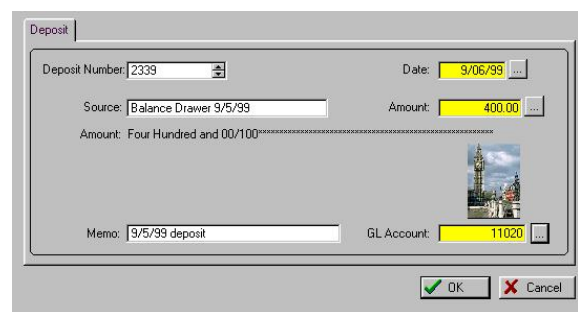 Deposit
Deposit Number: 2339 Date: 9/06/99 ...
Source: Balance Drawer 9/5/99 Amount: 400.00 ...
Amount: Four Hundred and 00/100**********************************************************************
Memo: 9/5/99 deposit GL Account: 11020 ...
OK Cancel